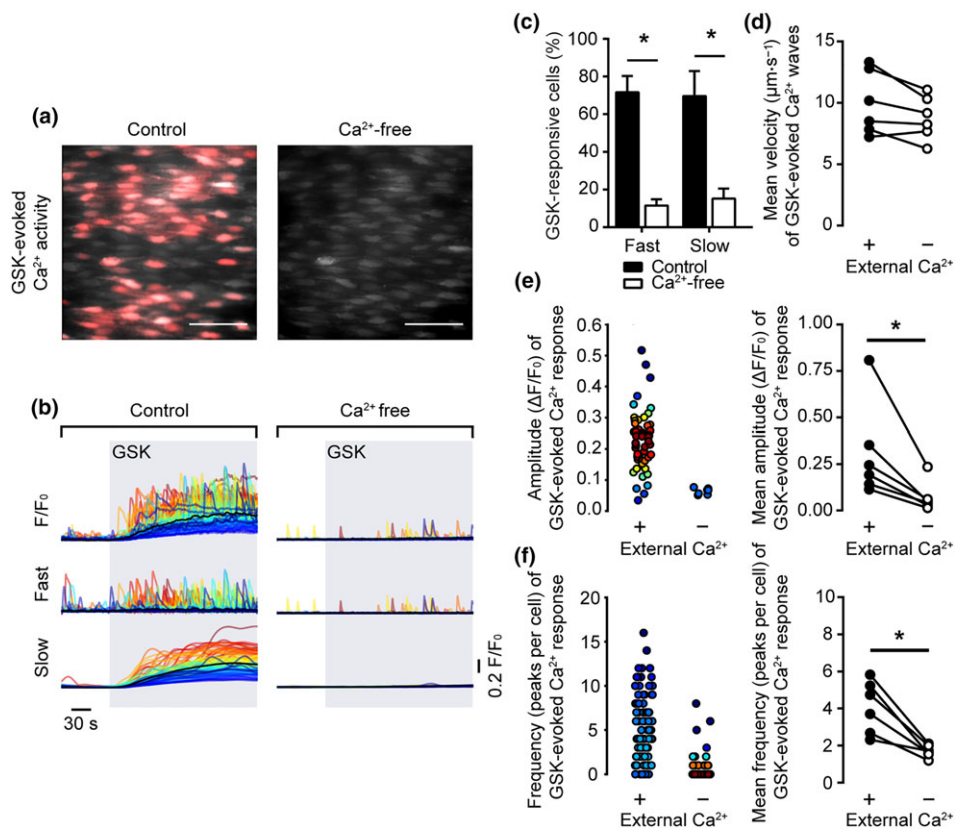 (a)
Control
Ca²⁺-free
GSK-evoked
Ca²⁺ activity
(b)
Control
Ca²⁺ free
GSK
GSK
F/F₀
Fast
Slow
30 s
0.2 F/F₀
(c)
GSK-responsive cells (%)
100
80
60
40
20
0
*
*
Fast
Slow
Control
Ca²⁺-free
(d)
Mean velocity (µm·s⁻¹)
of GSK-evoked Ca²⁺ waves
15
10
5
0
+
−
External Ca²⁺
(e)
Amplitude (ΔF/F₀) of
GSK-evoked Ca²⁺ response
0.6
0.5
0.4
0.3
0.2
0.1
0.0
+
−
External Ca²⁺
Mean amplitude (ΔF/F₀) of
GSK-evoked Ca²⁺ response
1.00
0.75
0.50
0.25
0.00
*
+
−
External Ca²⁺
(f)
Frequency (peaks per cell) of
GSK-evoked Ca²⁺ response
20
15
10
5
0
+
−
External Ca²⁺
Mean frequency (peaks per cell) of
GSK-evoked Ca²⁺ response
8
6
4
2
0
*
+
−
External Ca²⁺